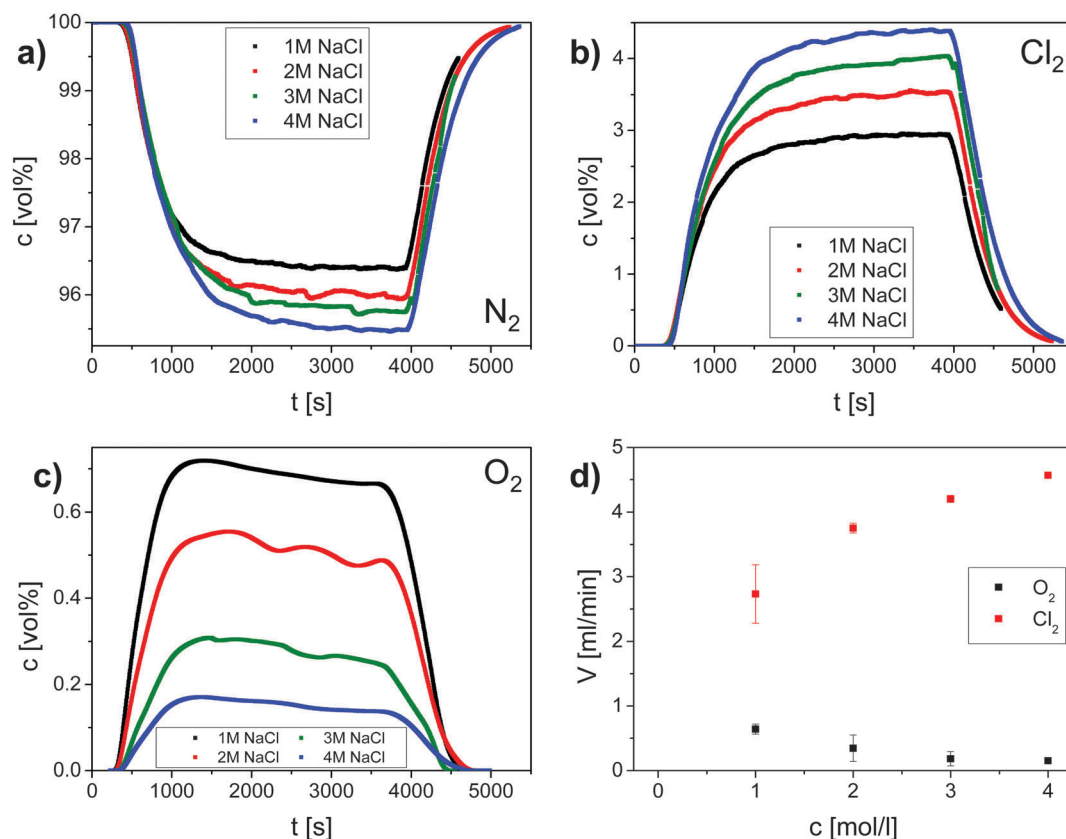 a)
1M NaCl
2M NaCl
3M NaCl
4M NaCl
N2
c [vol%]
100
99
98
97
96
0 1000 2000 3000 4000 5000
t [s]
b)
Cl2
1M NaCl
2M NaCl
3M NaCl
4M NaCl
c [vol%]
4
3
2
1
0
0 1000 2000 3000 4000 5000
t [s]
c)
O2
1M NaCl 3M NaCl
2M NaCl 4M NaCl
c [vol%]
0.6
0.4
0.2
0.0
0 1000 2000 3000 4000 5000
t [s]
d)
O2
Cl2
V [ml/min]
5
4
3
2
1
0
0 1 2 3 4
c [mol/l]